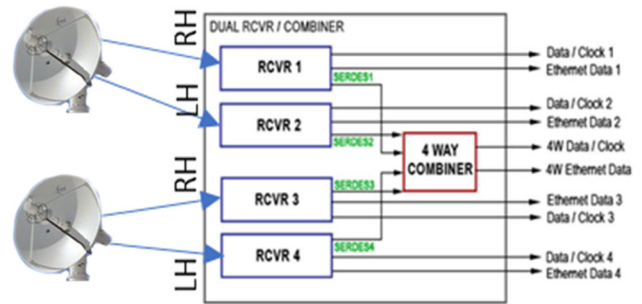 DUAL RCVR / COMBINER
RH
LH
RH
LH
RCVR 1
SERDES1
RCVR 2
SERDES2
RCVR 3
SERDES3
RCVR 4
SERDES4
4 WAY
COMBINER
Data / Clock 1
Ethernet Data 1
Data / Clock 2
Ethernet Data 2
4W Data / Clock
4W Ethernet Data
Ethernet Data 3
Data / Clock 3
Data / Clock 4
Ethernet Data 4